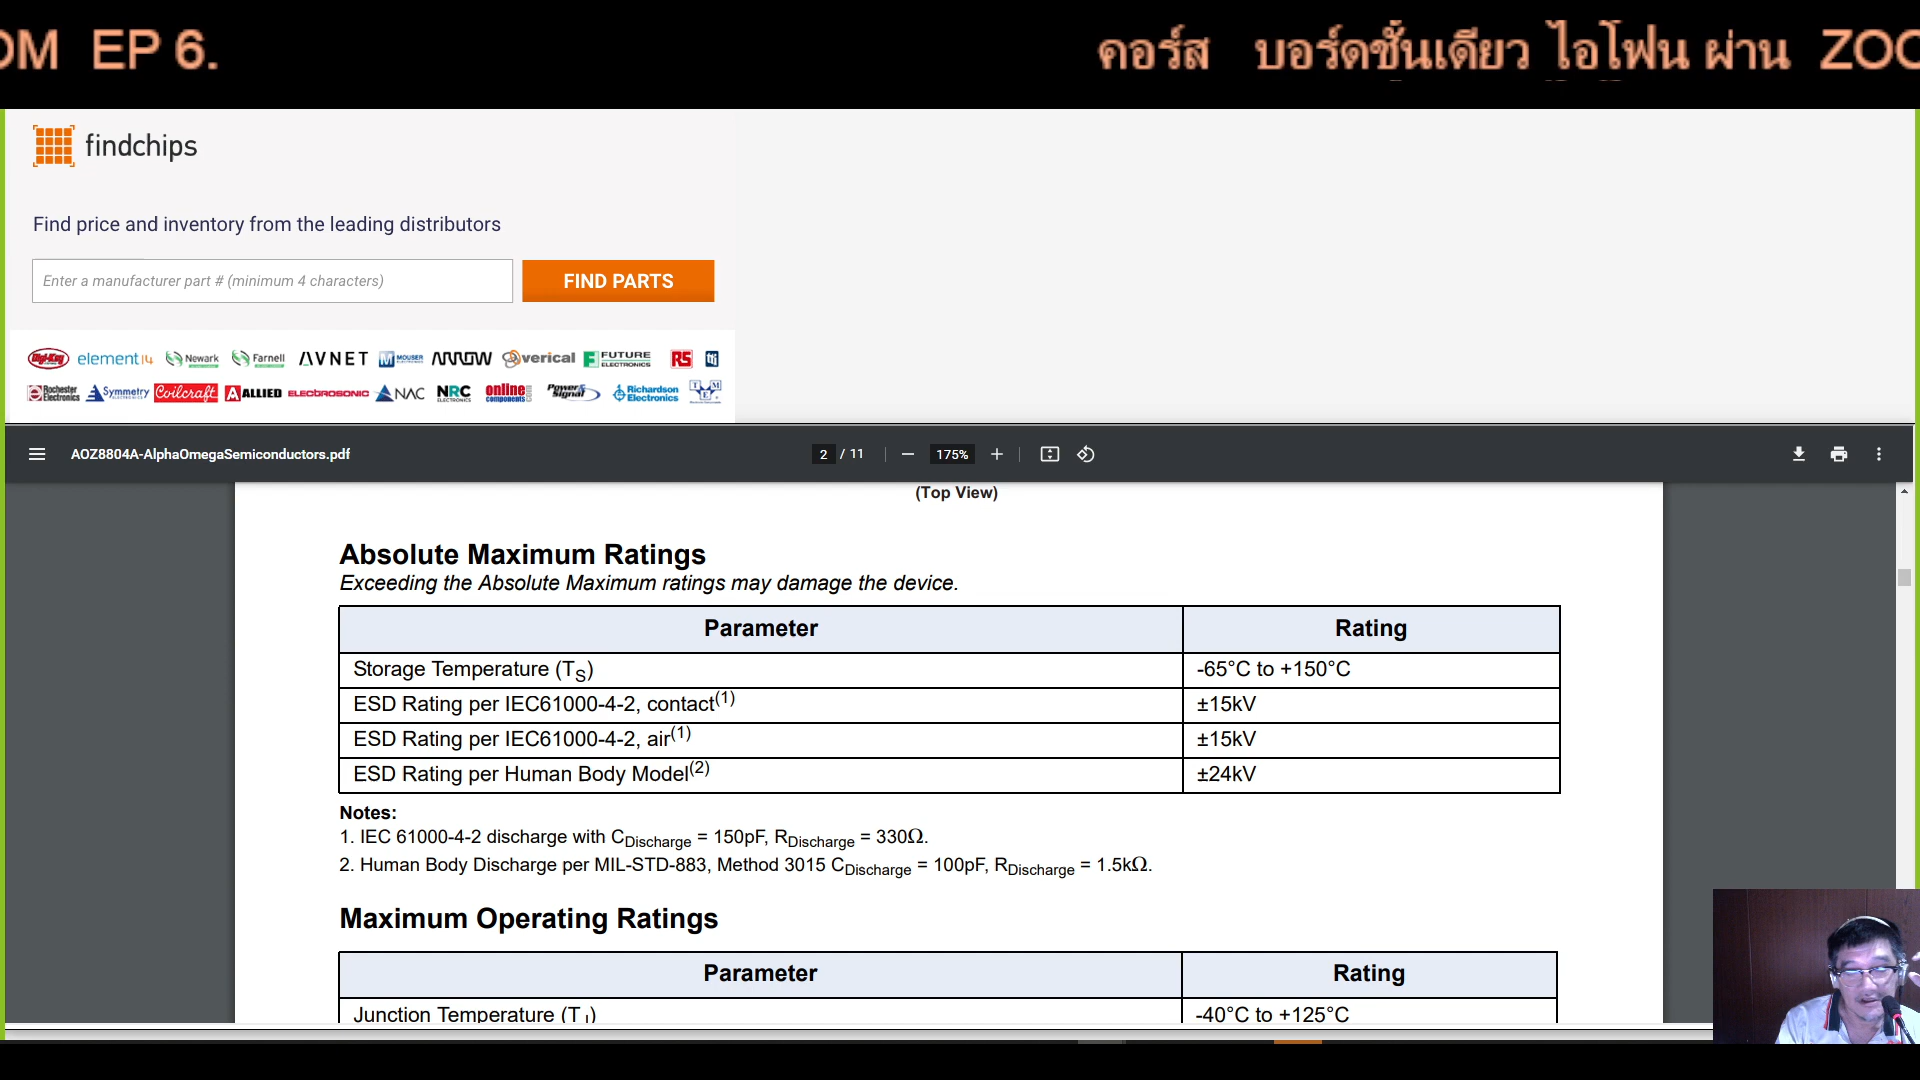 OM EP 6.
คอร์ส บอร์ดชั้นเดียว ไอโฟน ผ่าน ZOO
findchips
Find price and inventory from the leading distributors
Enter a manufacturer part # (minimum 4 characters)
FIND PARTS
Digi-Key element14 Newark Farnell AVNET MOUSER ELECTRONICS ARROW verical FUTURE ELECTRONICS RS tti
Rochester Electronics Symmetry ELECTRONICS Coilcraft ALLIED ELECTROSONIC NAC NRC ELECTRONICS online components.com Power & Signal Richardson Electronics TME
AOZ8804A-AlphaOmegaSemiconductors.pdf
2 / 11
175%
(Top View)
Absolute Maximum Ratings
Exceeding the Absolute Maximum ratings may damage the device.
Parameter Rating
Storage Temperature (TS) -65°C to +150°C
ESD Rating per IEC61000-4-2, contact(1) ±15kV
ESD Rating per IEC61000-4-2, air(1) ±15kV
ESD Rating per Human Body Model(2) ±24kV
Notes:
1. IEC 61000-4-2 discharge with CDischarge = 150pF, RDischarge = 330Ω.
2. Human Body Discharge per MIL-STD-883, Method 3015 CDischarge = 100pF, RDischarge = 1.5kΩ.
Maximum Operating Ratings
Parameter Rating
Junction Temperature (TJ) -40°C to +125°C